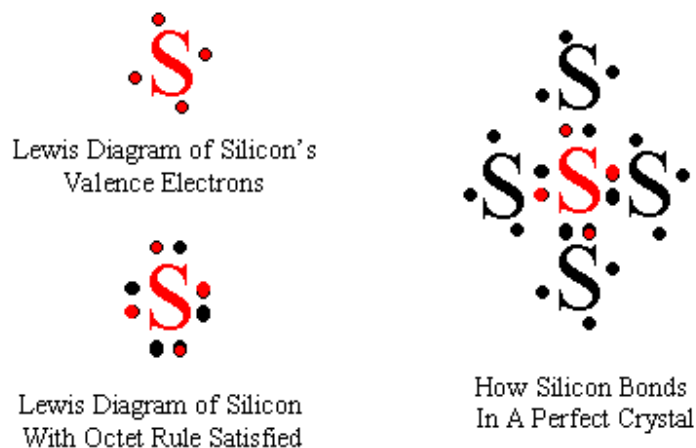 S
Lewis Diagram of Silicon's
Valence Electrons
S
Lewis Diagram of Silicon
With Octet Rule Satisfied
S
S S S
S
How Silicon Bonds
In A Perfect Crystal